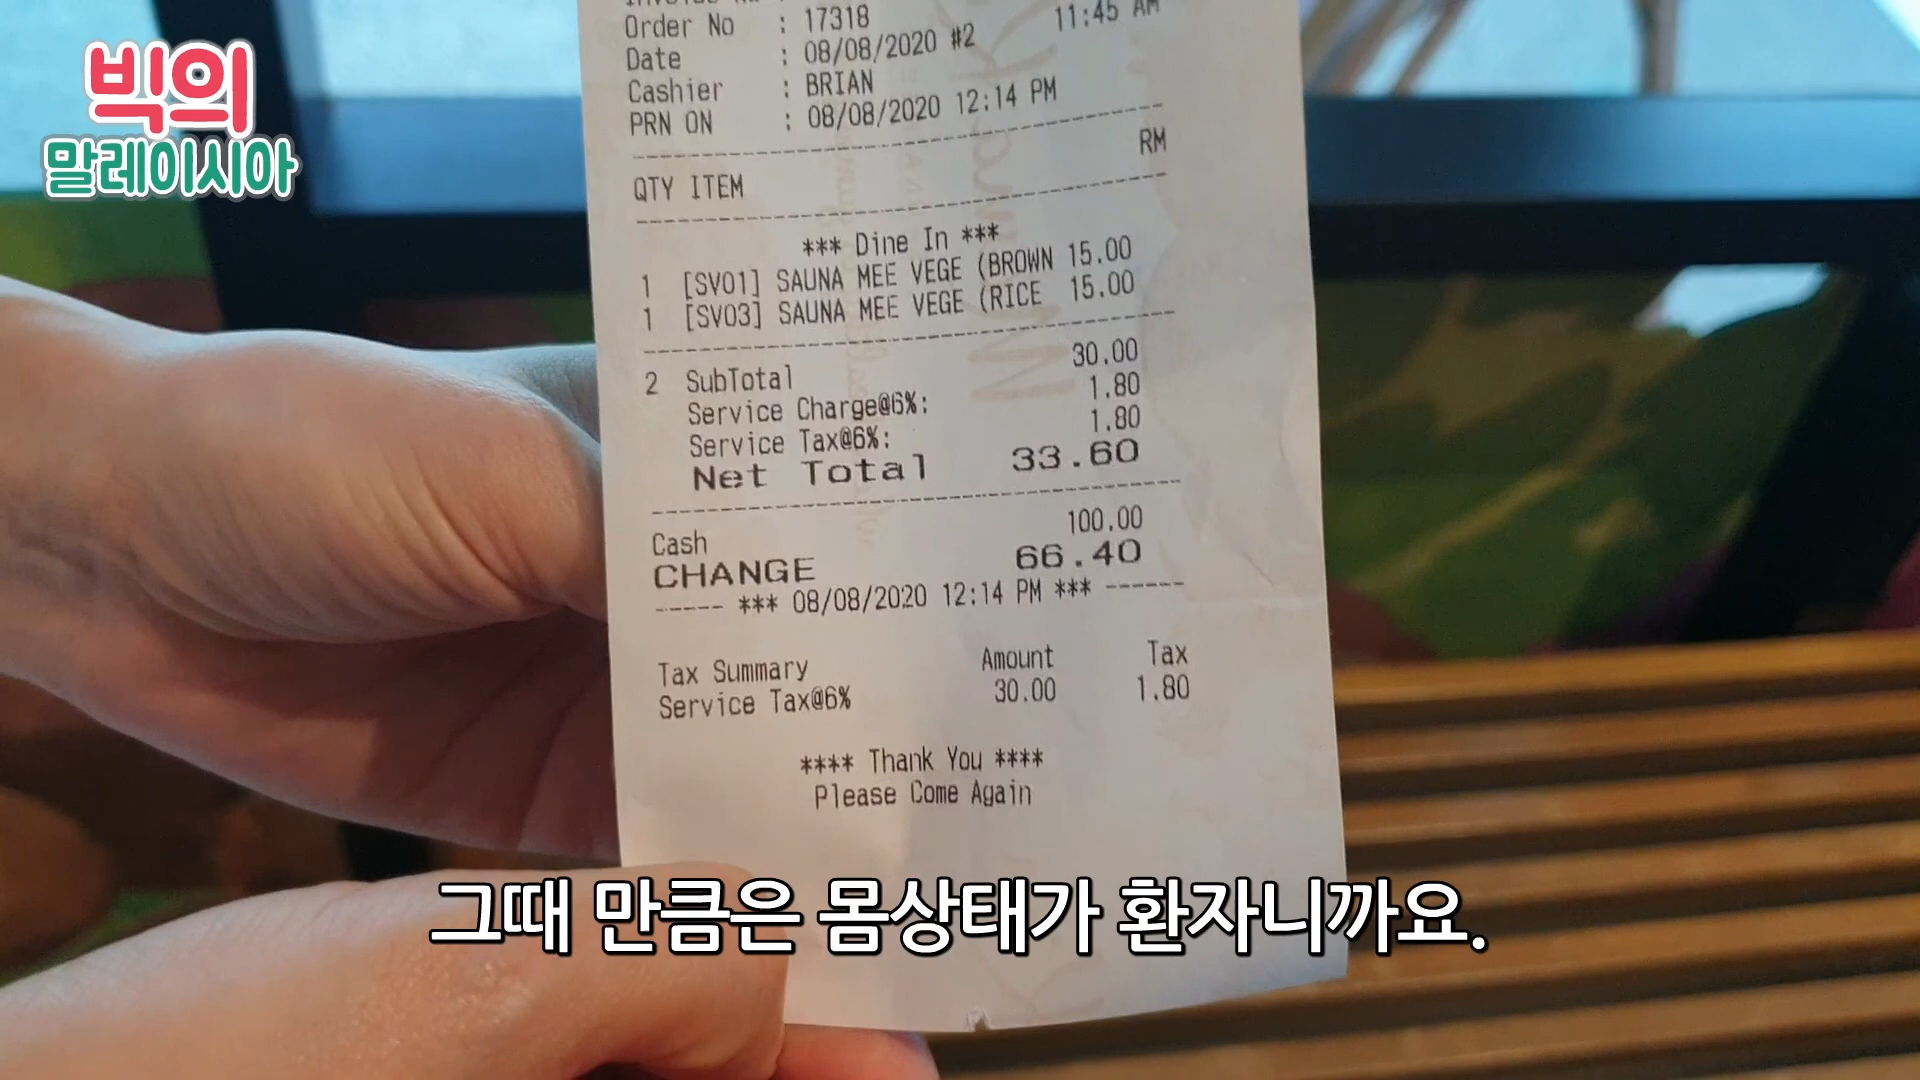 빅의
말레이시아
Order No : 17318 11:45 AM
Date : 08/08/2020 #2
Cashier : BRIAN
PRN ON : 08/08/2020 12:14 PM
RM
QTY ITEM
*** Dine In ***
1 [SV01] SAUNA MEE VEGE (BROWN 15.00
1 [SV03] SAUNA MEE VEGE (RICE 15.00
2 SubTotal 30.00
Service Charge@6%: 1.80
Service Tax@6%: 1.80
Net Total 33.60
Cash 100.00
CHANGE 66.40
------ *** 08/08/2020 12:14 PM *** ------
Tax Summary Amount Tax
Service Tax@6% 30.00 1.80
**** Thank You ****
Please Come Again
그때 만큼은 몸상태가 환자니까요.